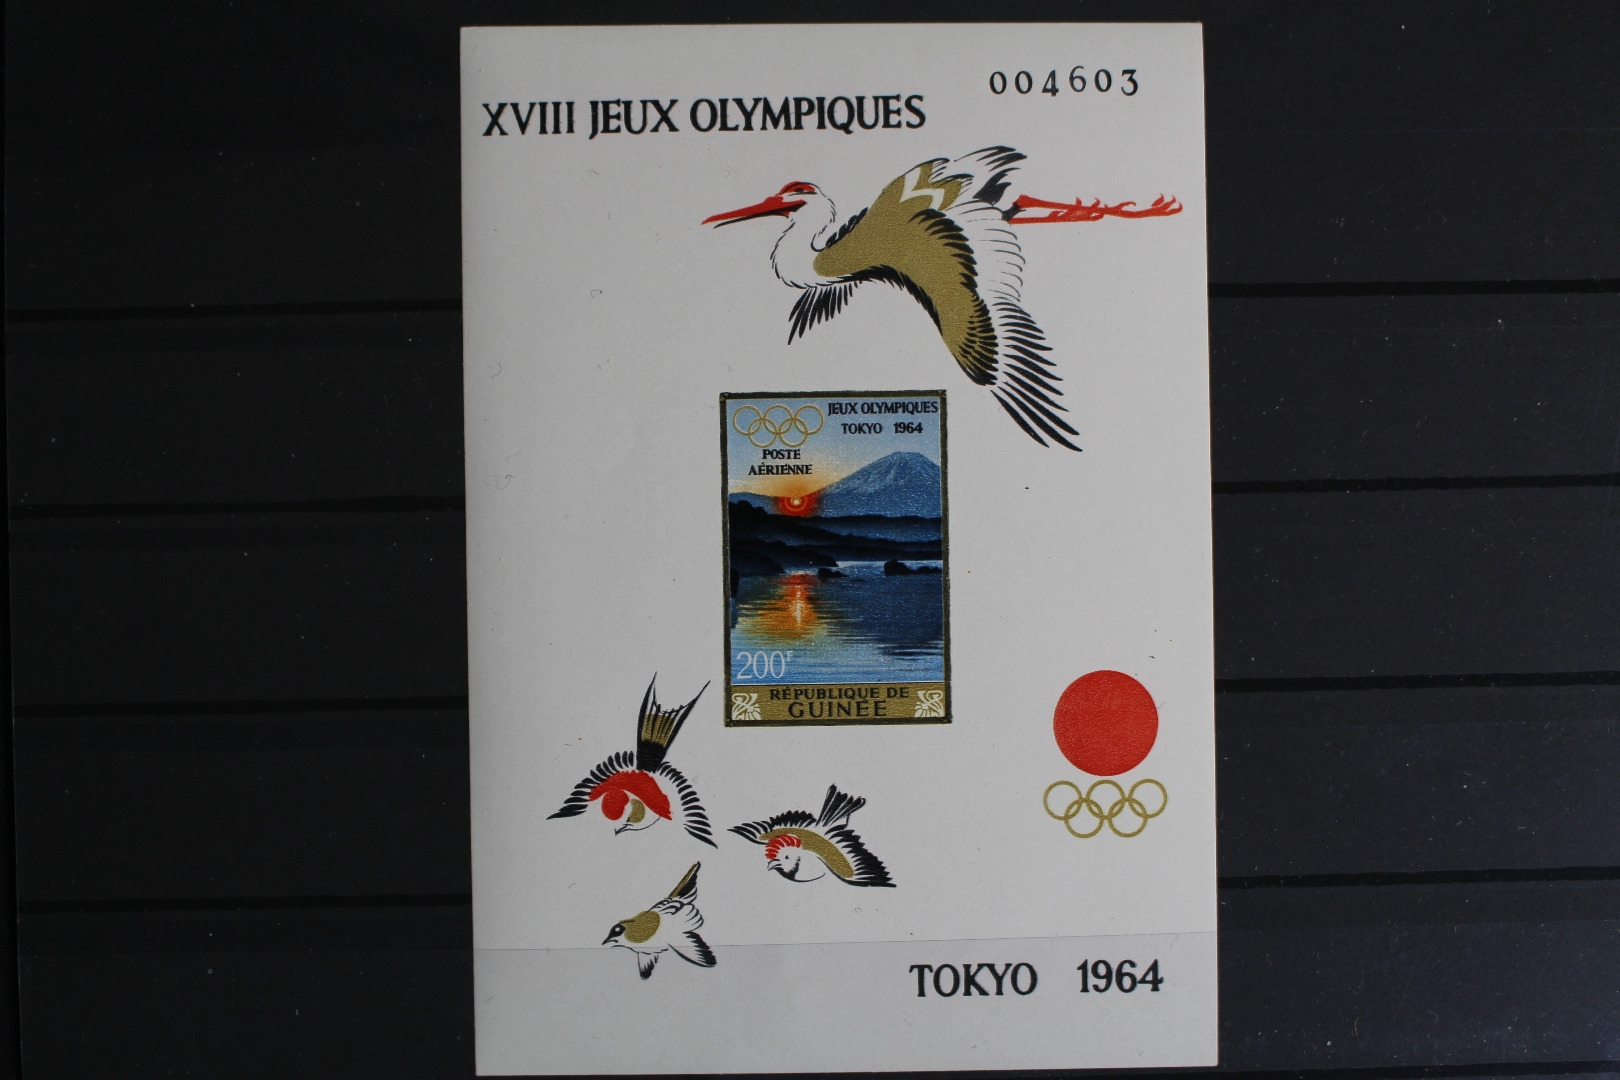 004603
XVIII JEUX OLYMPIQUES
JEUX OLYMPIQUES
TOKYO 1964
POSTE
AÉRIENNE
200F
RÉPUBLIQUE DE
GUINÉE
TOKYO 1964